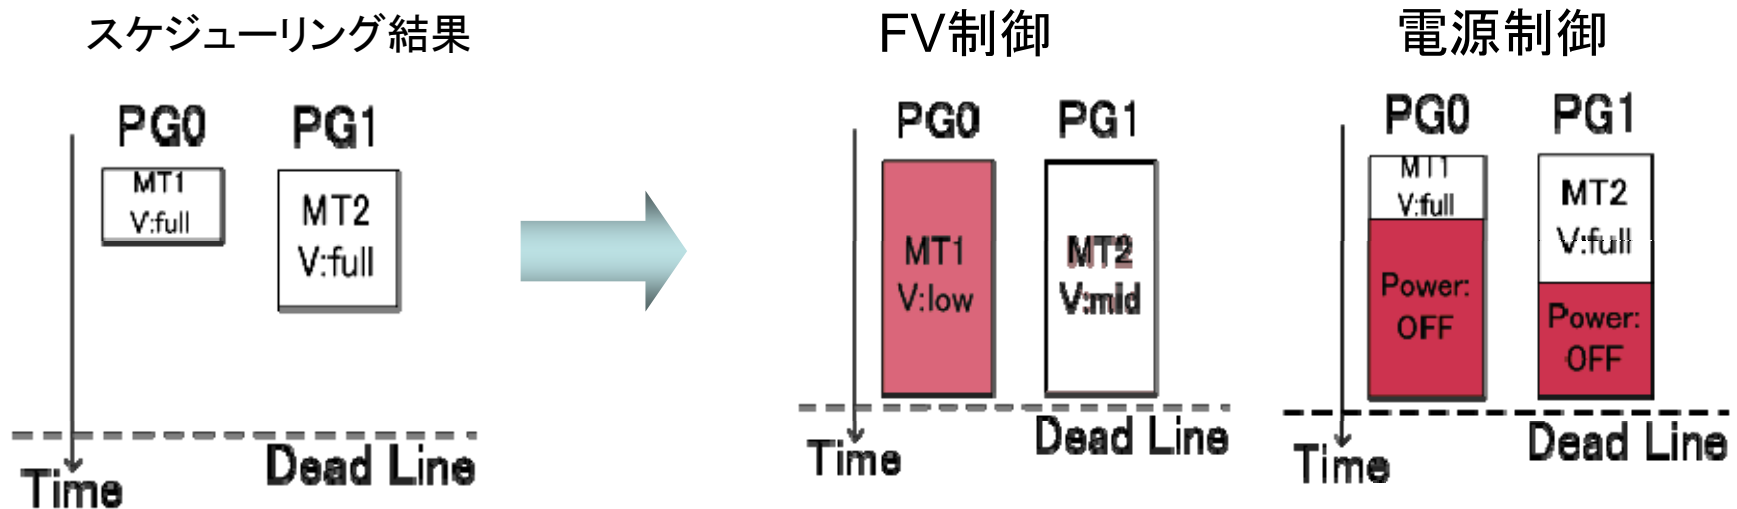 スケジューリング結果
PG0 PG1
MT1
V:full
MT2
V:full
Time
Dead Line
FV制御
PG0 PG1
MT1
V:low
MT2
V:mid
Time
Dead Line
電源制御
PG0 PG1
MT1
V:full
Power:
OFF
MT2
V:full
Power:
OFF
Time
Dead Line